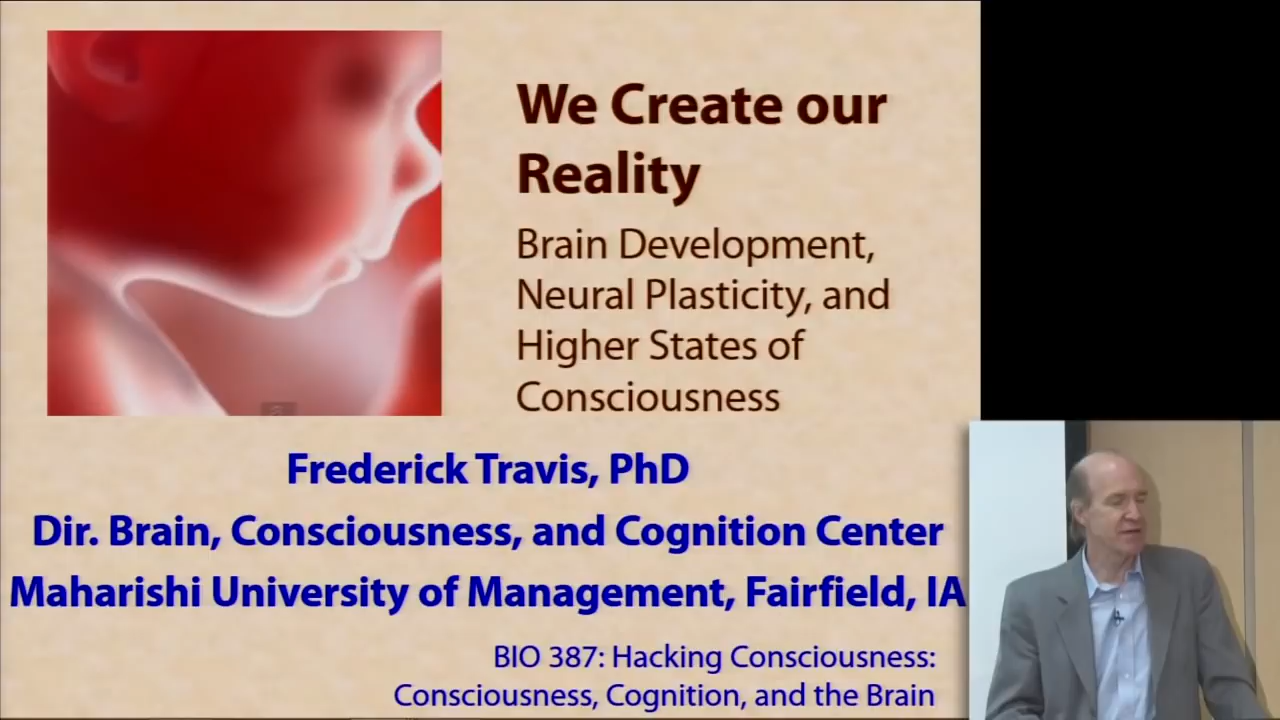 We Create our
Reality
Brain Development,
Neural Plasticity, and
Higher States of
Consciousness
Frederick Travis, PhD
Dir. Brain, Consciousness, and Cognition Center
Maharishi University of Management, Fairfield, IA
BIO 387: Hacking Consciousness:
Consciousness, Cognition, and the Brain